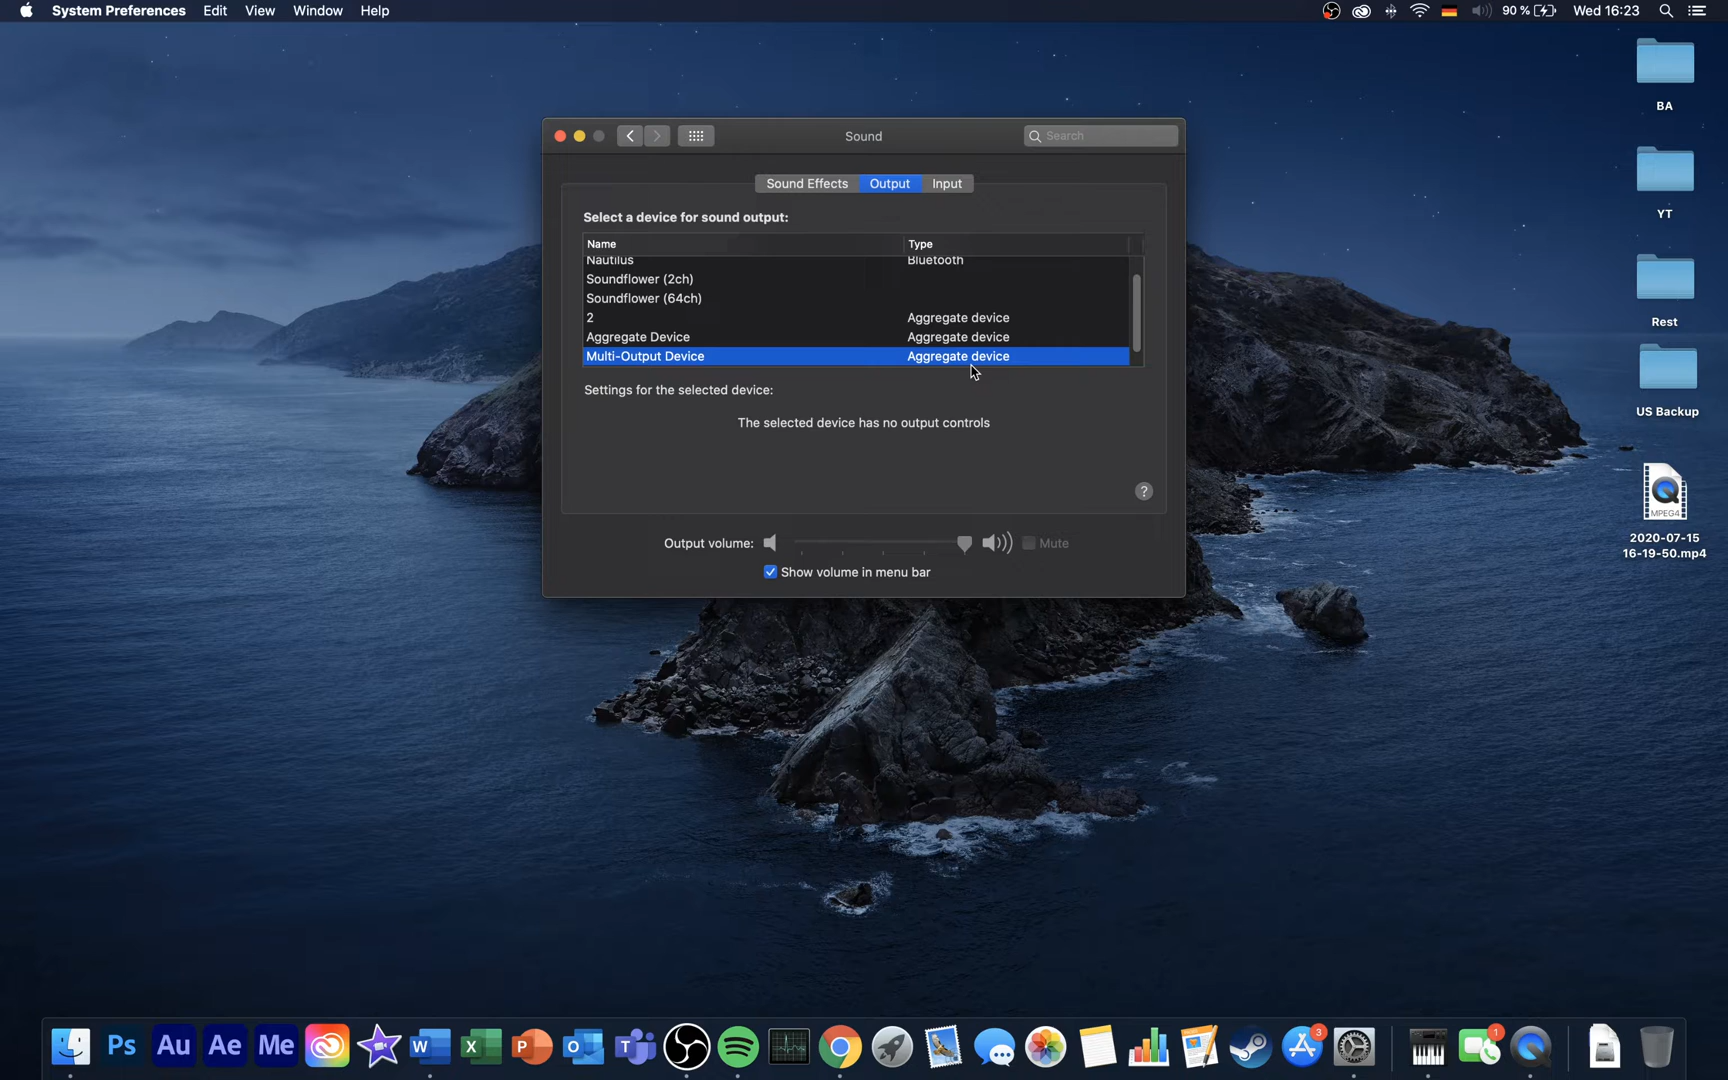 System Preferences Edit View Window Help
90 % Wed 16:23
BA
YT
Rest
US Backup
MPEG4
2020-07-15
16-19-50.mp4
Sound
Search
Sound Effects Output Input
Select a device for sound output:
Name Type
Nautilus Bluetooth
Soundflower (2ch)
Soundflower (64ch)
2 Aggregate device
Aggregate Device Aggregate device
Multi-Output Device Aggregate device
Settings for the selected device:
The selected device has no output controls
?
Output volume: Mute
Show volume in menu bar
Ps Au Ae Me W X P O T 3 1